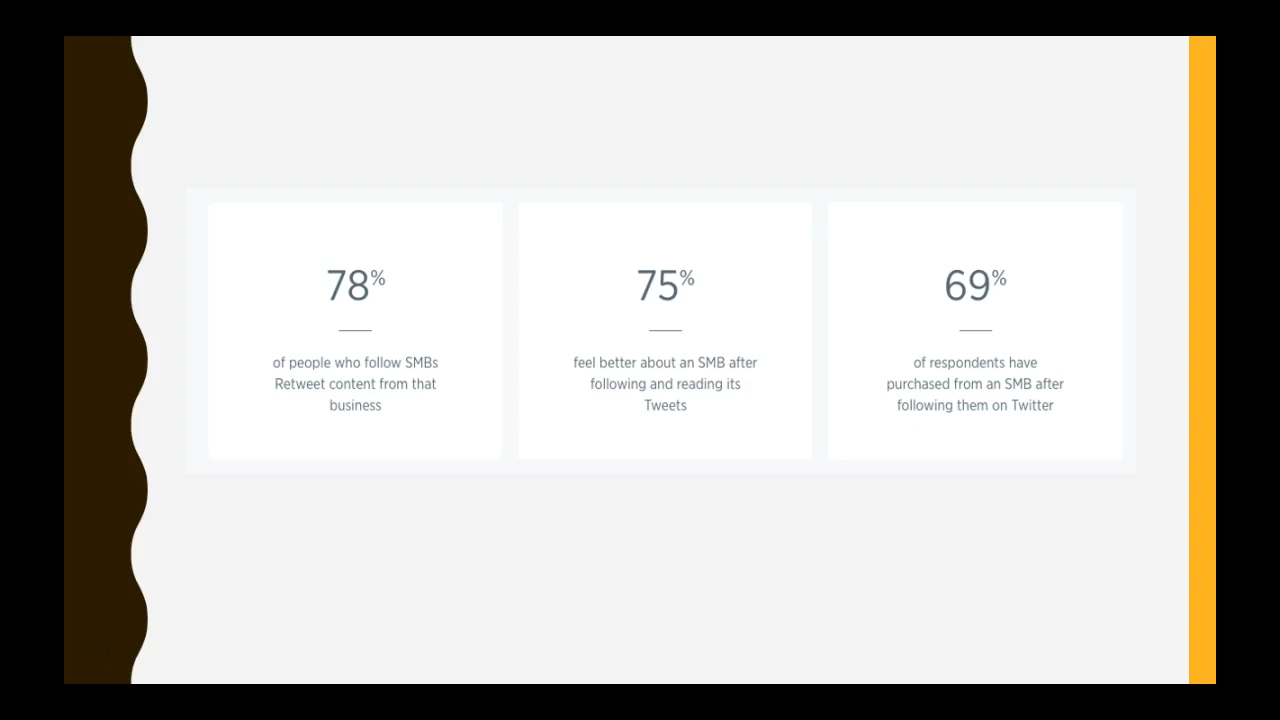 78%
of people who follow SMBs
Retweet content from that
business
75%
feel better about an SMB after
following and reading its
Tweets
69%
of respondents have
purchased from an SMB after
following them on Twitter